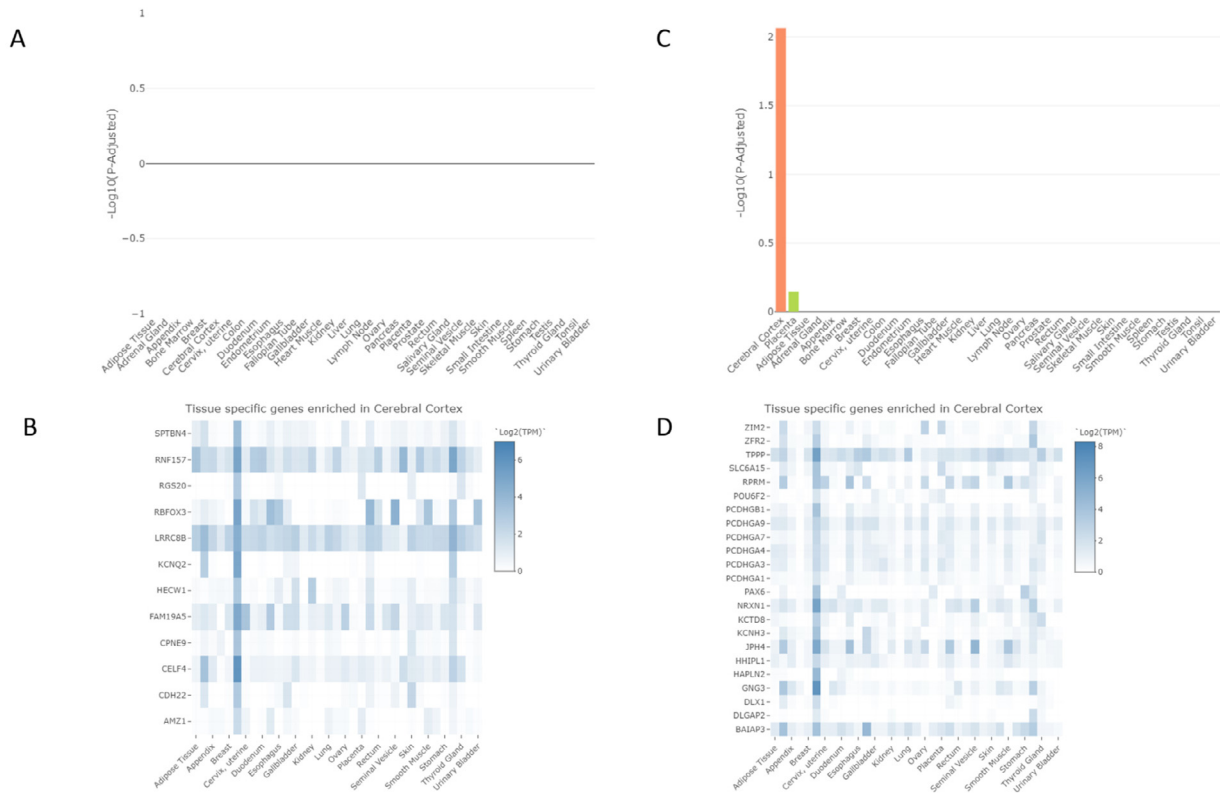 A
1
0.5
0
−0.5
−1
-Log10(P-Adjusted)
Adipose Tissue
Adrenal Gland
Appendix
Bone Marrow
Breast
Cerebral Cortex
Cervix, uterine
Colon
Duodenum
Endometrium
Esophagus
Fallopian Tube
Gallbladder
Heart Muscle
Kidney
Liver
Lung
Lymph Node
Ovary
Pancreas
Placenta
Prostate
Rectum
Salivary Gland
Seminal Vesicle
Skeletal Muscle
Skin
Small Intestine
Smooth Muscle
Spleen
Stomach
Testis
Thyroid Gland
Tonsil
Urinary Bladder
C
2
1.5
1
0.5
0
-Log10(P-Adjusted)
Cerebral Cortex
Placenta
Adipose Tissue
Adrenal Gland
Appendix
Bone Marrow
Breast
Cervix, uterine
Colon
Duodenum
Endometrium
Esophagus
Fallopian Tube
Gallbladder
Heart Muscle
Kidney
Liver
Lung
Lymph Node
Ovary
Pancreas
Prostate
Rectum
Salivary Gland
Seminal Vesicle
Skeletal Muscle
Skin
Small Intestine
Smooth Muscle
Spleen
Stomach
Testis
Thyroid Gland
Tonsil
Urinary Bladder
B
Tissue specific genes enriched in Cerebral Cortex
SPTBN4
RNF157
RGS20
RBFOX3
LRRC8B
KCNQ2
HECW1
FAM19A5
CPNE9
CELF4
CDH22
AMZ1
Adipose Tissue
Appendix
Breast
Cervix, uterine
Duodenum
Esophagus
Gallbladder
Kidney
Lung
Ovary
Placenta
Rectum
Seminal Vesicle
Skin
Smooth Muscle
Stomach
Thyroid Gland
Urinary Bladder
`Log2(TPM)`
6
4
2
0
D
Tissue specific genes enriched in Cerebral Cortex
ZIM2
ZFR2
TPPP
SLC6A15
RPRM
POU6F2
PCDHGB1
PCDHGA9
PCDHGA7
PCDHGA4
PCDHGA3
PCDHGA1
PAX6
NRXN1
KCTD8
KCNH3
JPH4
HHIPL1
HAPLN2
GNG3
DLX1
DLGAP2
BAIAP3
Adipose Tissue
Appendix
Breast
Cervix, uterine
Duodenum
Esophagus
Gallbladder
Kidney
Lung
Ovary
Placenta
Rectum
Seminal Vesicle
Skin
Smooth Muscle
Stomach
Thyroid Gland
Urinary Bladder
`Log2(TPM)`
8
6
4
2
0